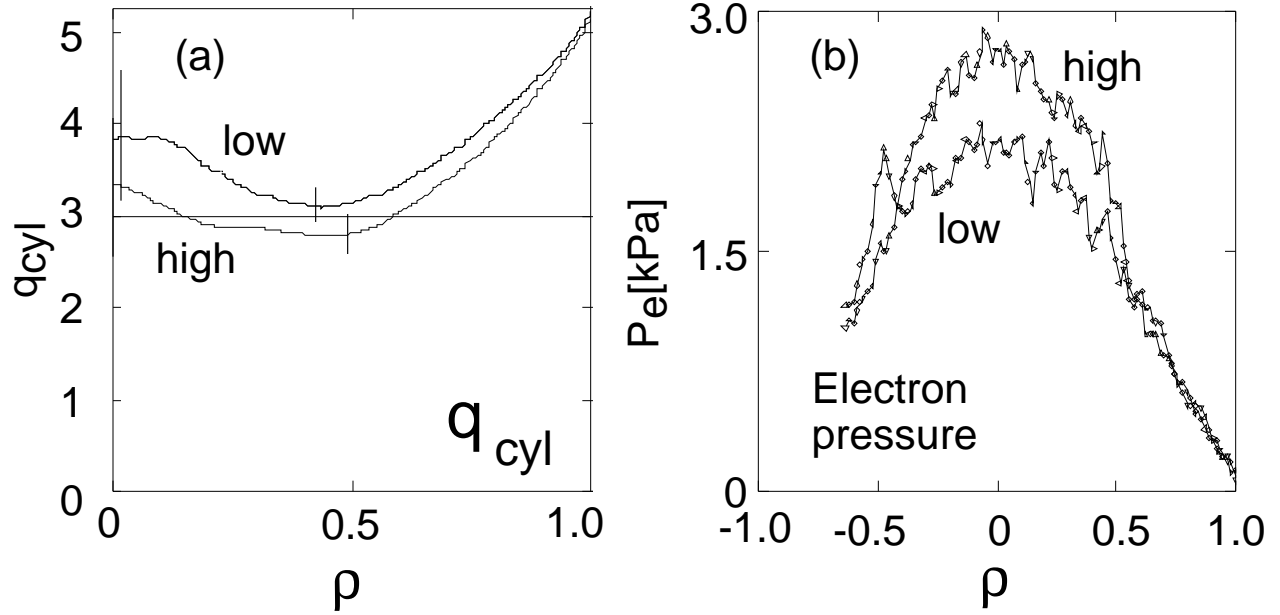 (a)
low
high
5
4
3
2
1
0
qcyl
q cyl
0
0.5
1.0
ρ
3.0
1.5
0
Pe[kPa]
(b)
high
low
Electron
pressure
-1.0
-0.5
0
0.5
1.0
ρ